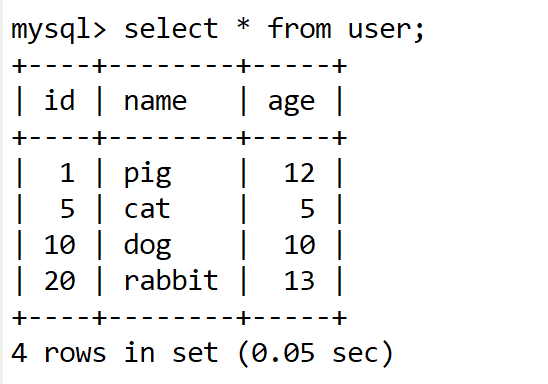 mysql> select * from user;
+----+--------+-----+
| id | name   | age |
+----+--------+-----+
|  1 | pig    |  12 |
|  5 | cat    |   5 |
| 10 | dog    |  10 |
| 20 | rabbit |  13 |
+----+--------+-----+
4 rows in set (0.05 sec)